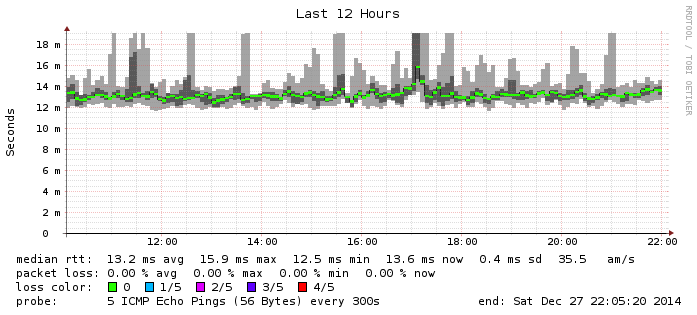 Last 12 Hours
RRDTOOL / TOBI OETIKER
Seconds
18 m
16 m
14 m
12 m
10 m
8 m
6 m
4 m
2 m
0
12:00 14:00 16:00 18:00 20:00 22:00
median rtt: 13.2 ms avg 15.9 ms max 12.5 ms min 13.6 ms now 0.4 ms sd 35.5 am/s
packet loss: 0.00 % avg 0.00 % max 0.00 % min 0.00 % now
loss color: 0 1/5 2/5 3/5 4/5
probe: 5 ICMP Echo Pings (56 Bytes) every 300s end: Sat Dec 27 22:05:20 2014